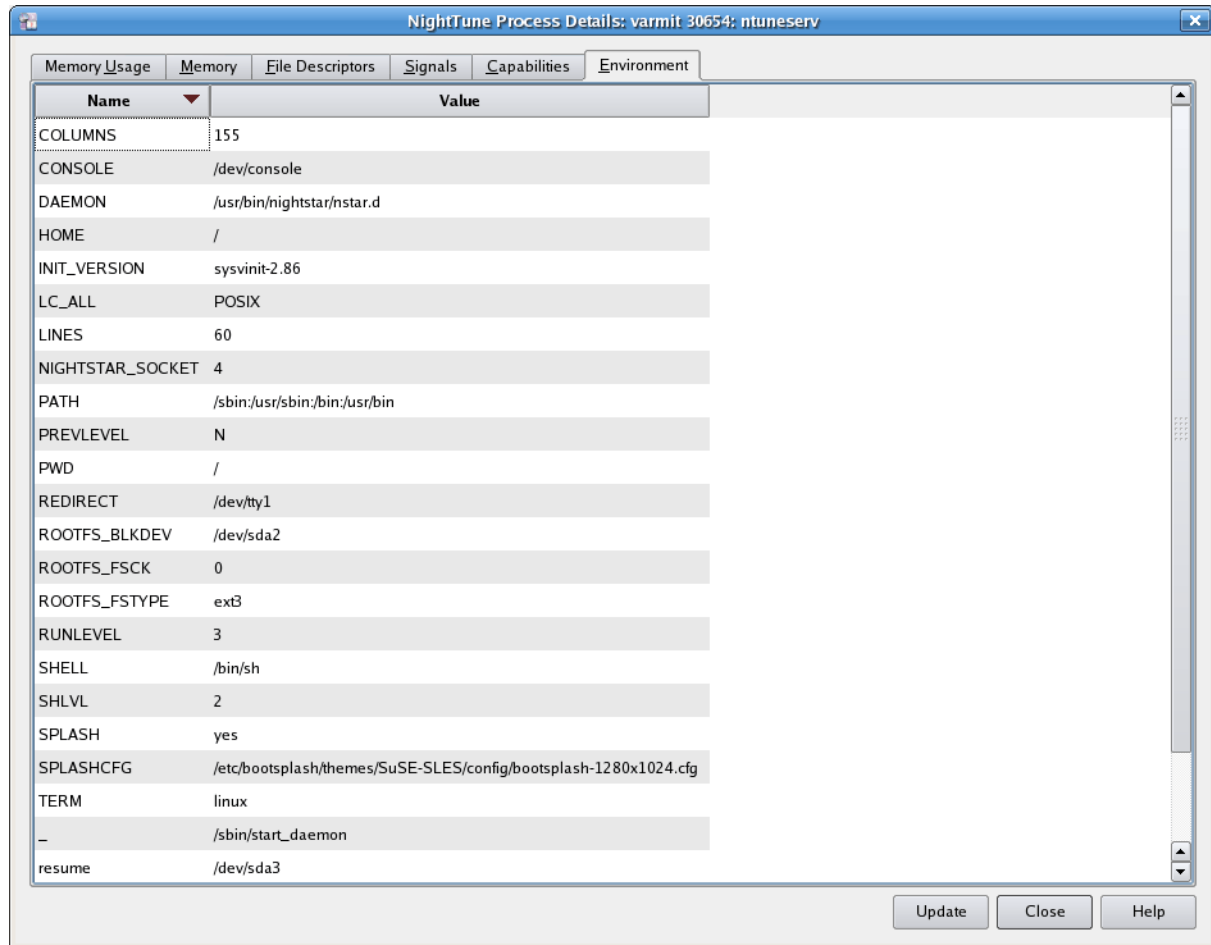 NightTune Process Details: varmit 30654: ntuneserv
Memory Usage Memory File Descriptors Signals Capabilities Environment
Name Value
COLUMNS 155
CONSOLE /dev/console
DAEMON /usr/bin/nightstar/nstar.d
HOME /
INIT_VERSION sysvinit-2.86
LC_ALL POSIX
LINES 60
NIGHTSTAR_SOCKET 4
PATH /sbin:/usr/sbin:/bin:/usr/bin
PREVLEVEL N
PWD /
REDIRECT /dev/tty1
ROOTFS_BLKDEV /dev/sda2
ROOTFS_FSCK 0
ROOTFS_FSTYPE ext3
RUNLEVEL 3
SHELL /bin/sh
SHLVL 2
SPLASH yes
SPLASHCFG /etc/bootsplash/themes/SuSE-SLES/config/bootsplash-1280x1024.cfg
TERM linux
_ /sbin/start_daemon
resume /dev/sda3
Update Close Help